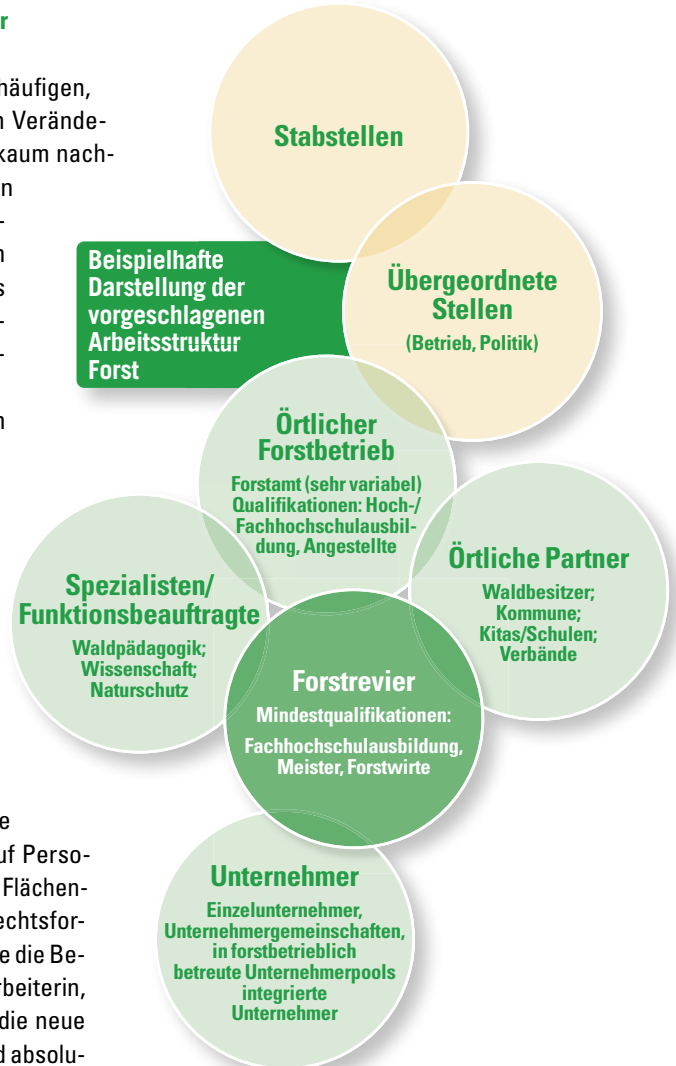 r
häufigen,
n Verände-
kaum nach-
n
-
n
s
-
-
n
Stabstellen
Beispielhafte
Darstellung der
vorgeschlagenen
Arbeitsstruktur
Forst
Übergeordnete
Stellen
(Betrieb, Politik)
Örtlicher
Forstbetrieb
Forstamt (sehr variabel)
Qualifikationen: Hoch-/
Fachhochschulausbil-
dung, Angestellte
Örtliche Partner
Waldbesitzer;
Kommune;
Kitas/Schulen;
Verbände
Spezialisten/
Funktionsbeauftragte
Waldpädagogik;
Wissenschaft;
Naturschutz
Forstrevier
Mindestqualifikationen:
Fachhochschulausbildung,
Meister, Forstwirte
Unternehmer
Einzelunternehmer,
Unternehmergemeinschaften,
in forstbetrieblich
betreute Unternehmerpools
integrierte
Unternehmer
e
uf Perso-
Flächen-
echtsfor-
e die Be-
rbeiterin,
die neue
d absolu-